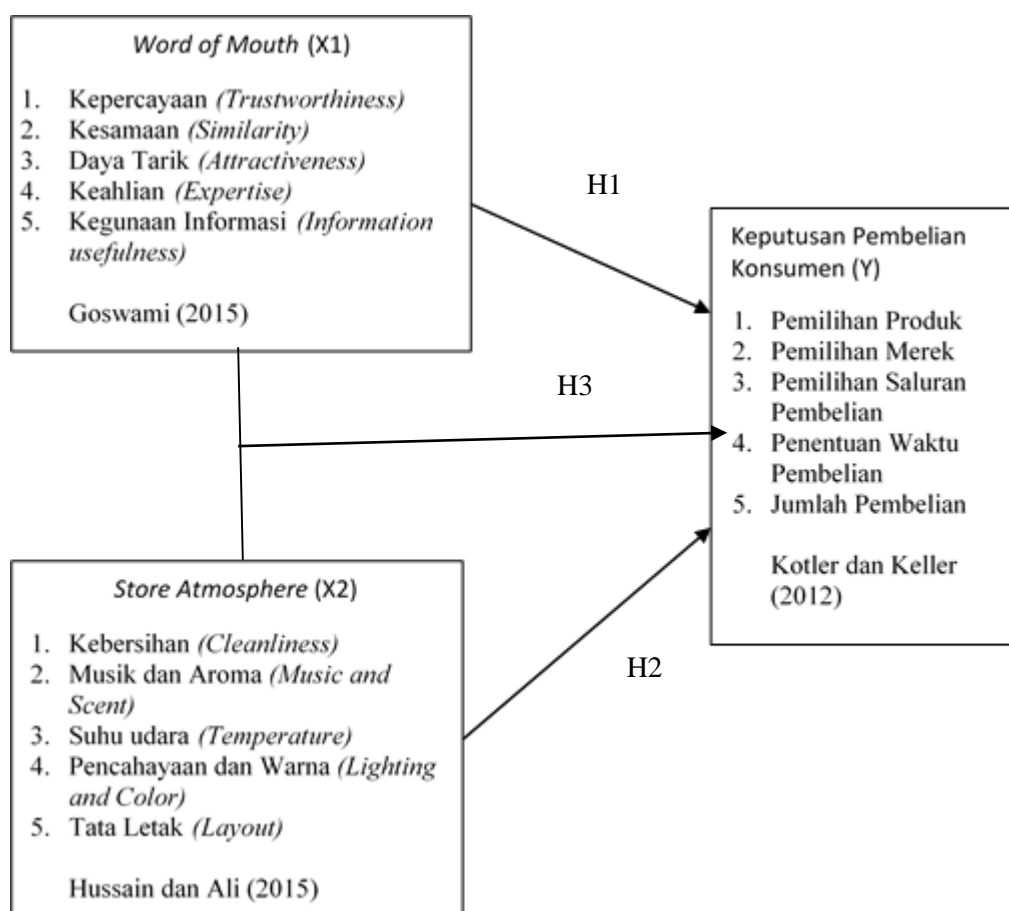 Word of Mouth (X1)
1. Kepercayaan (Trustworthiness)
2. Kesamaan (Similarity)
3. Daya Tarik (Attractiveness)
4. Keahlian (Expertise)
5. Kegunaan Informasi (Information
usefulness)
Goswami (2015)
H1
Keputusan Pembelian
Konsumen (Y)
1. Pemilihan Produk
2. Pemilihan Merek
3. Pemilihan Saluran
Pembelian
4. Penentuan Waktu
Pembelian
5. Jumlah Pembelian
Kotler dan Keller
(2012)
H3
Store Atmosphere (X2)
1. Kebersihan (Cleanliness)
2. Musik dan Aroma (Music and
Scent)
3. Suhu udara (Temperature)
4. Pencahayaan dan Warna (Lighting
and Color)
5. Tata Letak (Layout)
Hussain dan Ali (2015)
H2